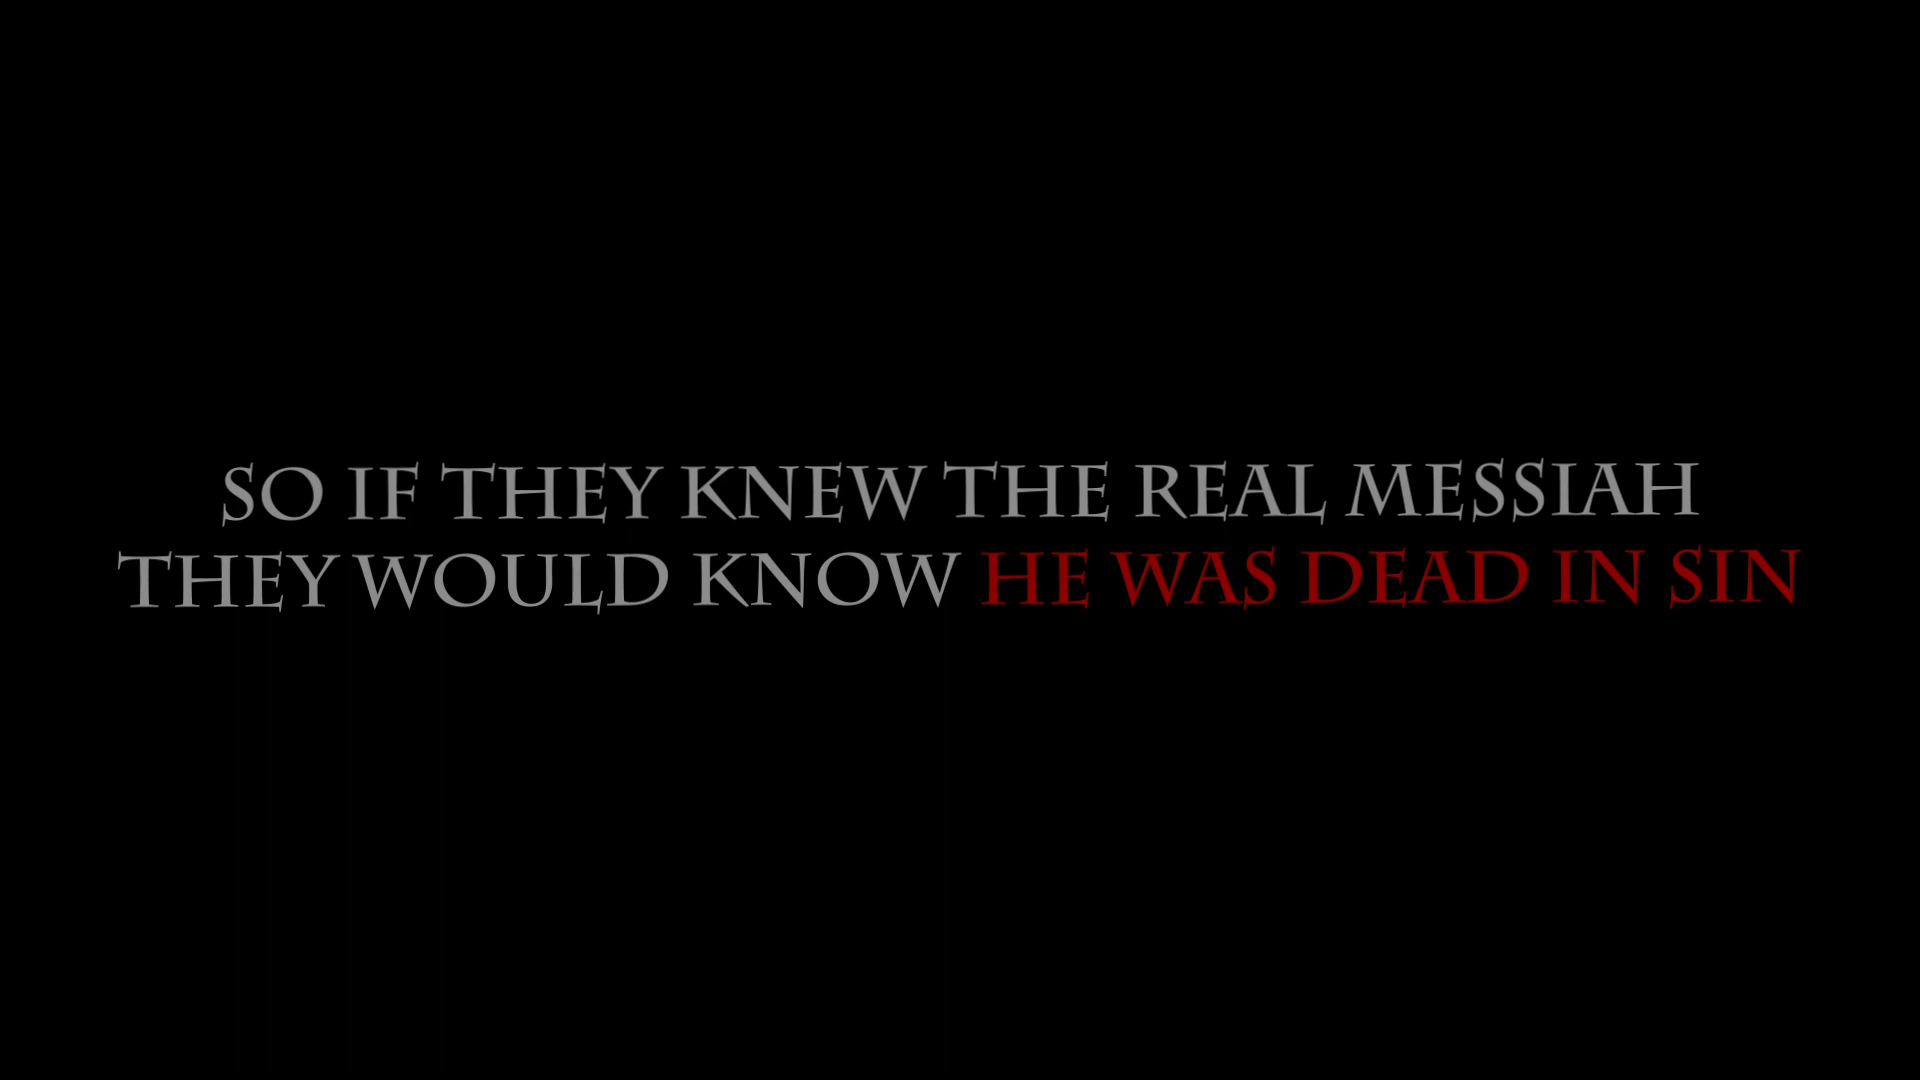 SO IF THEY KNEW THE REAL MESSIAH
THEY WOULD KNOW HE WAS DEAD IN SIN